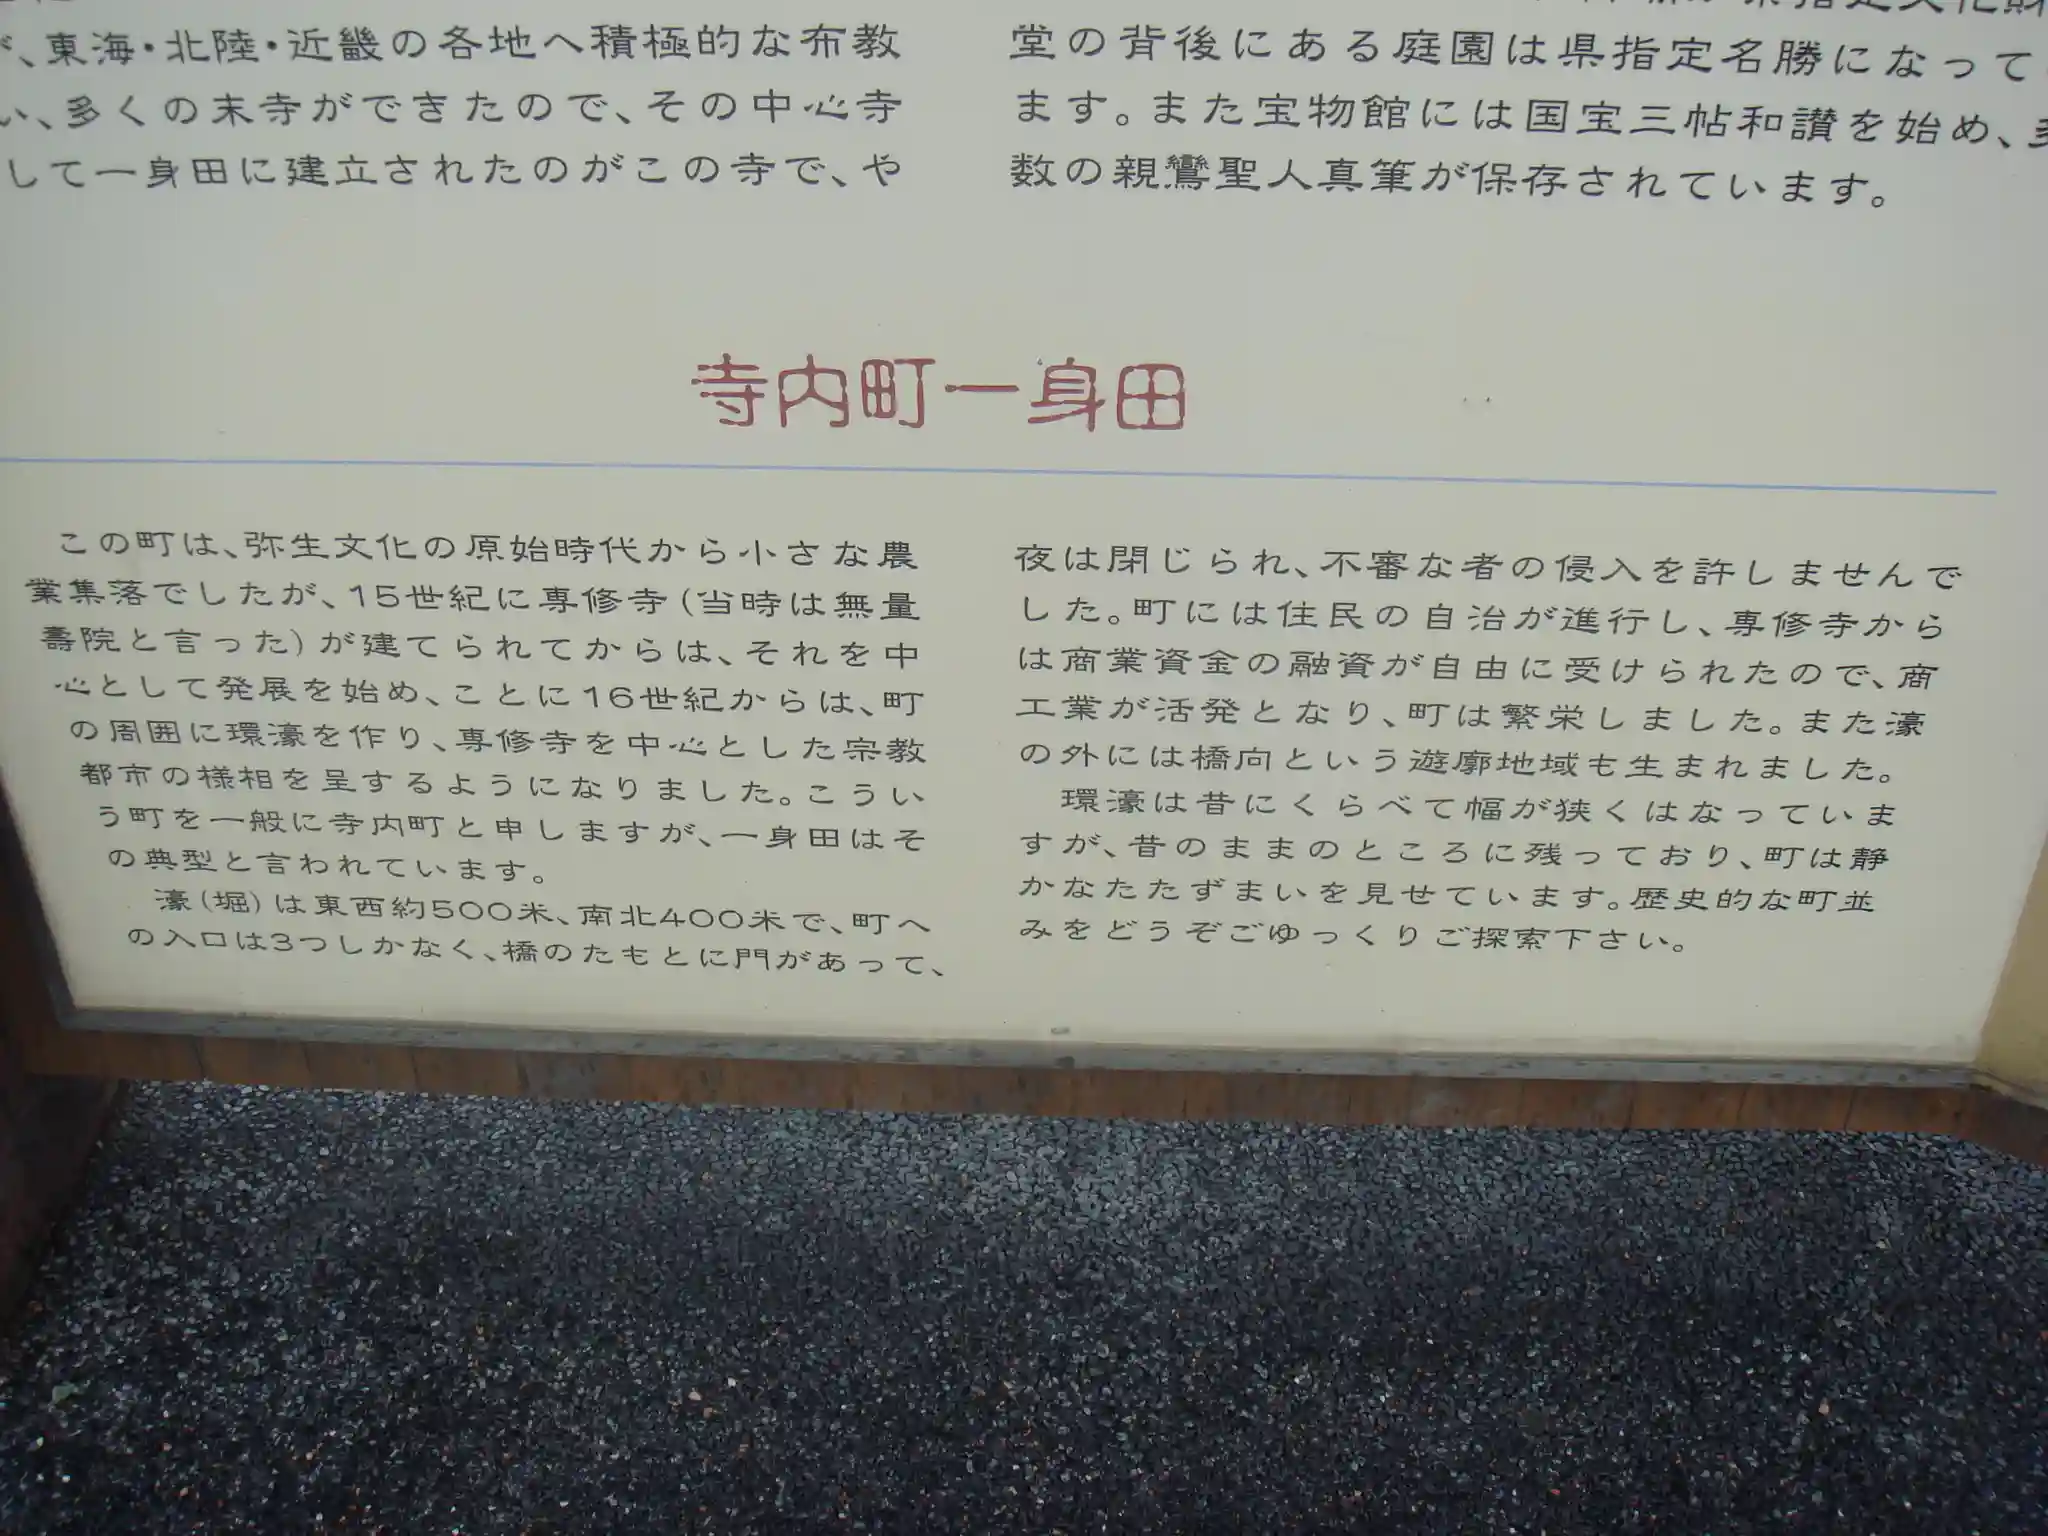 、東海・北陸・近畿の各地へ積極的な布教
い、多くの末寺ができたので、その中心寺
して一身田に建立されたのがこの寺で、や
県指定文化財
堂の背後にある庭園は県指定名勝になって
ます。また宝物館には国宝三帖和讃を始め、多
数の親鸞聖人真筆が保存されています。
寺内町一身田
この町は、弥生文化の原始時代から小さな農
業集落でしたが、15世紀に専修寺(当時は無量
壽院と言った)が建てられてからは、それを中
心として発展を始め、ことに16世紀からは、町
の周囲に環濠を作り、専修寺を中心とした宗教
都市の様相を呈するようになりました。こうい
う町を一般に寺内町と申しますが、一身田はそ
の典型と言われています。
濠(堀)は東西約500米、南北400米で、町へ
の入口は3つしかなく、橋のたもとに門があって、
夜は閉じられ、不審な者の侵入を許しませんで
した。町には住民の自治が進行し、専修寺から
は商業資金の融資が自由に受けられたので、商
工業が活発となり、町は繁栄しました。また濠
の外には橋向という遊廓地域も生まれました。
環濠は昔にくらべて幅が狭くはなっていま
すが、昔のままのところに残っており、町は静
かなたたずまいを見せています。歴史的な町並
みをどうぞごゆっくりご探索下さい。